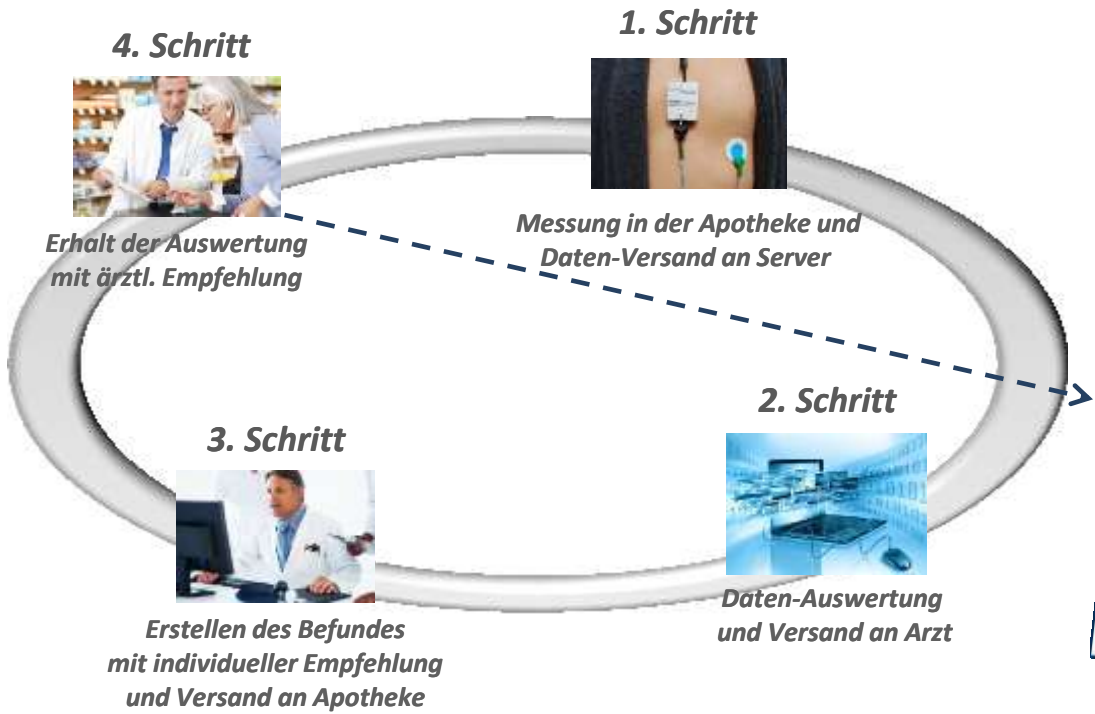 1. Schritt
Messung in der Apotheke und
Daten-Versand an Server
2. Schritt
Daten-Auswertung
und Versand an Arzt
3. Schritt
Erstellen des Befundes
mit individueller Empfehlung
und Versand an Apotheke
4. Schritt
Erhalt der Auswertung
mit ärztl. Empfehlung